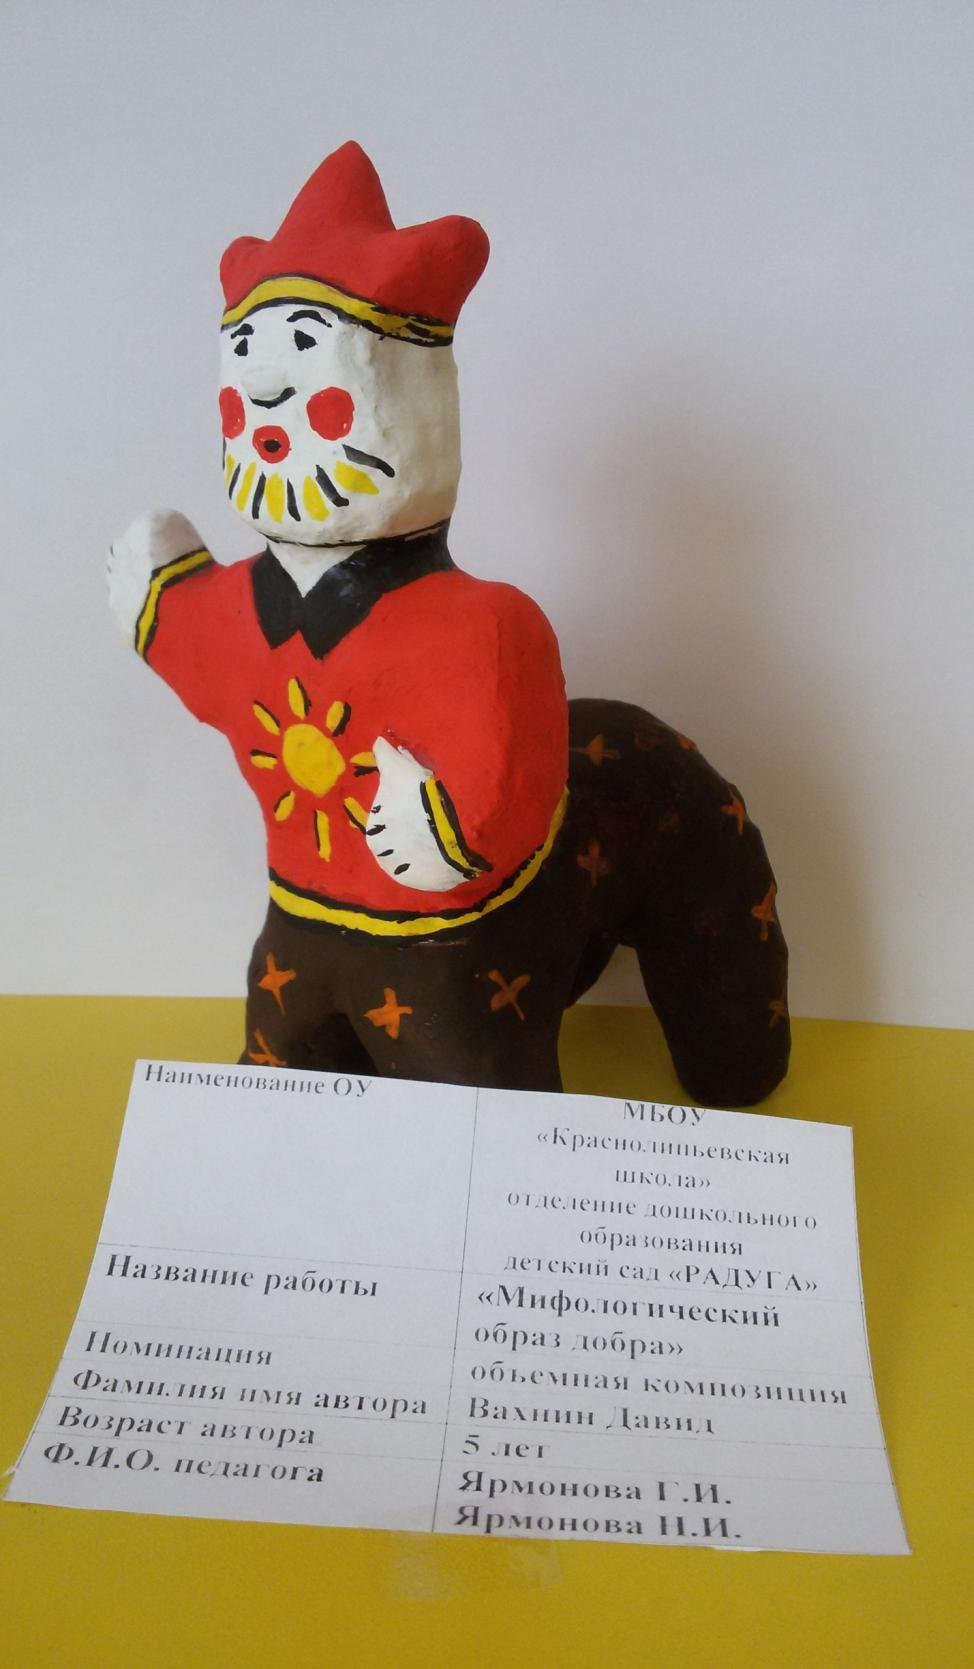 Наименование ОУ
МБОУ
«Краснолипьевская
школа»
отделение дошкольного
образования
детский сад «РАДУГА»
Название работы
«Мифологический
образ добра»
Номинация
объемная композиция
Фамилия имя автора
Вахнин Давид
Возраст автора
5 лет
Ф.И.О. педагога
Ярмонова Г.И.
Ярмонова Н.И.